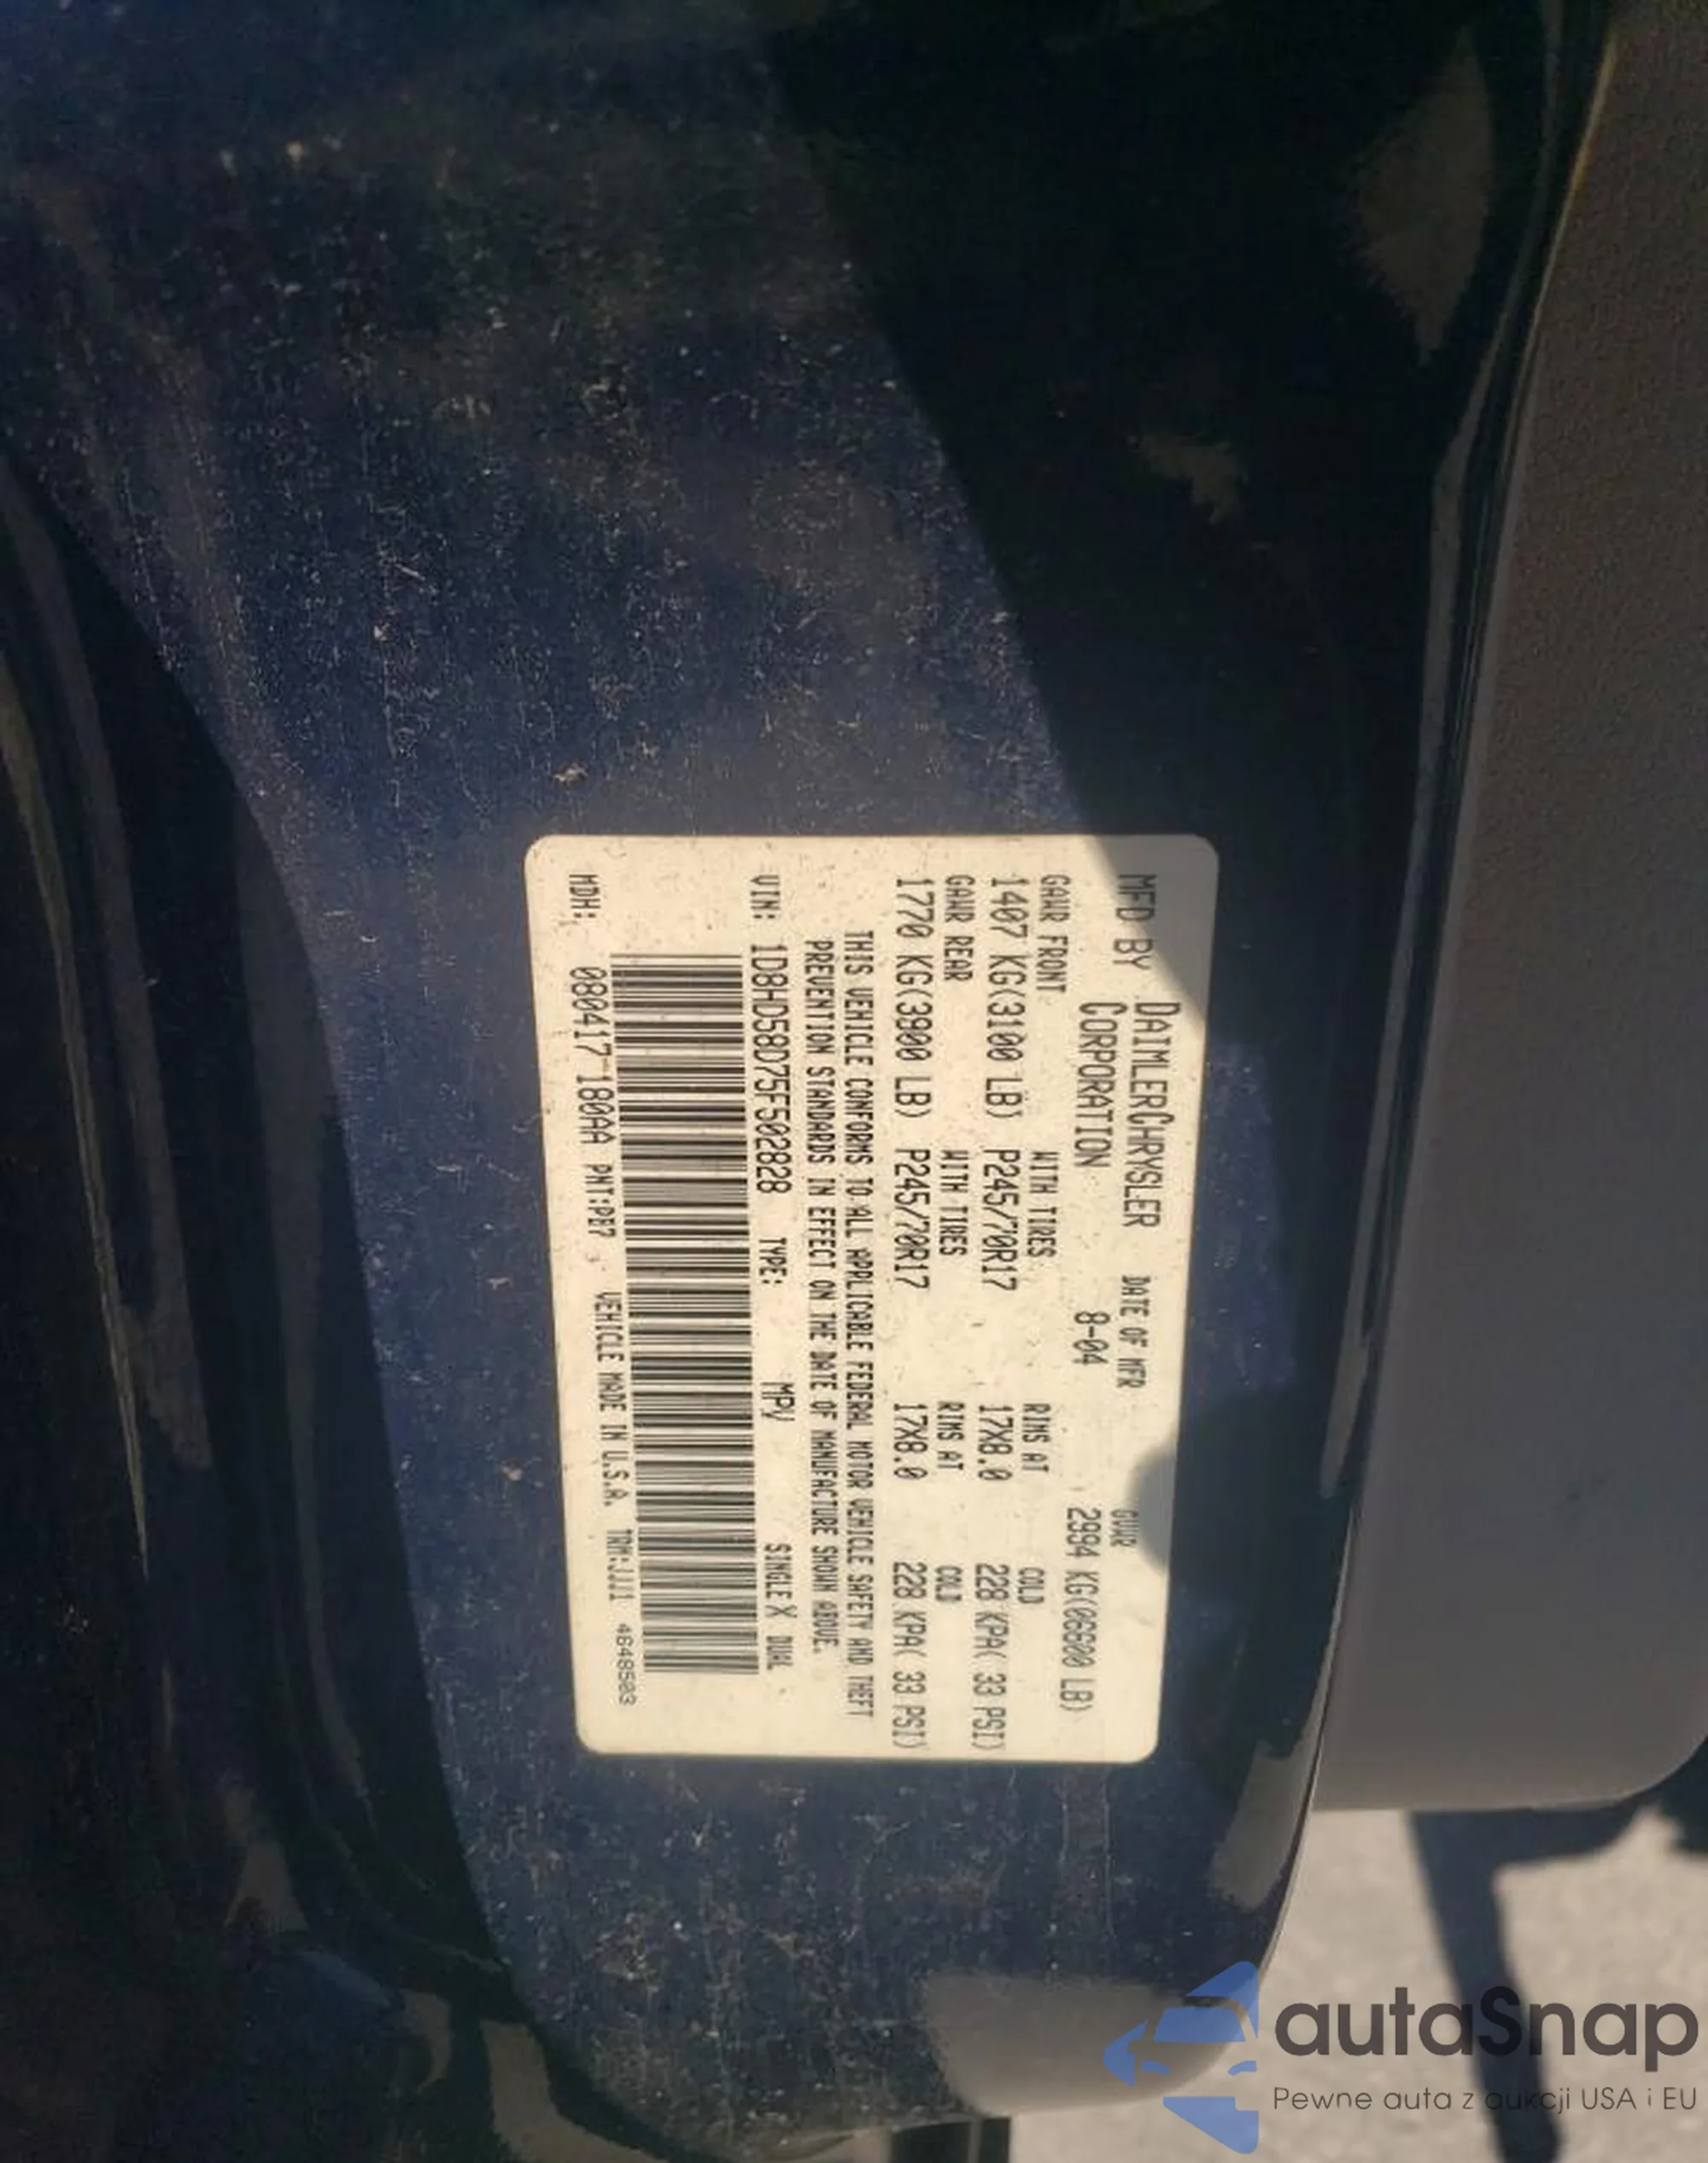 MFD BY DAIMLERCHRYSLER CORPORATION DATE OF MFR 8-04 GVWR 2994 KG(06600 LB)
GAWR FRONT WITH TIRES RIMS AT COLD
1407 KG(3100 LB) P245/70R17 17X8.0 228 KPA( 33 PSI)
GAWR REAR WITH TIRES RIMS AT COLD
1770 KG(3900 LB) P245/70R17 17X8.0 228 KPA( 33 PSI)
THIS VEHICLE CONFORMS TO ALL APPLICABLE FEDERAL MOTOR VEHICLE SAFETY AND THEFT
PREVENTION STANDARDS IN EFFECT ON THE DATE OF MANUFACTURE SHOWN ABOVE.
VIN: 1D8HD58D75F502828 TYPE: MPV SINGLE X DUAL
MDH: 080417 180AA PNT:PB7 VEHICLE MADE IN U.S.A. TRM:JJJ1 4648503
autaSnap
Pewne auta z aukcji USA i EU